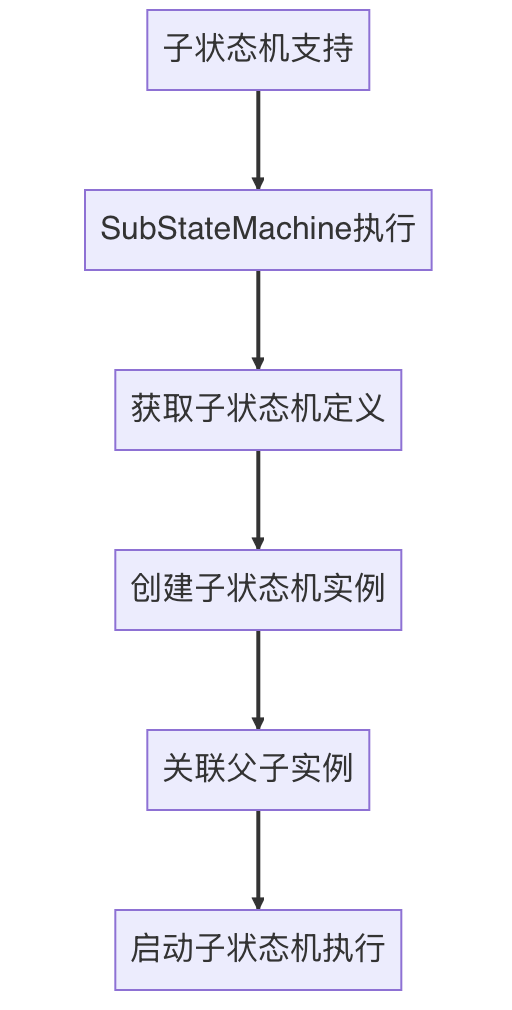 子状态机支持
SubStateMachine执行
获取子状态机定义
创建子状态机实例
关联父子实例
启动子状态机执行